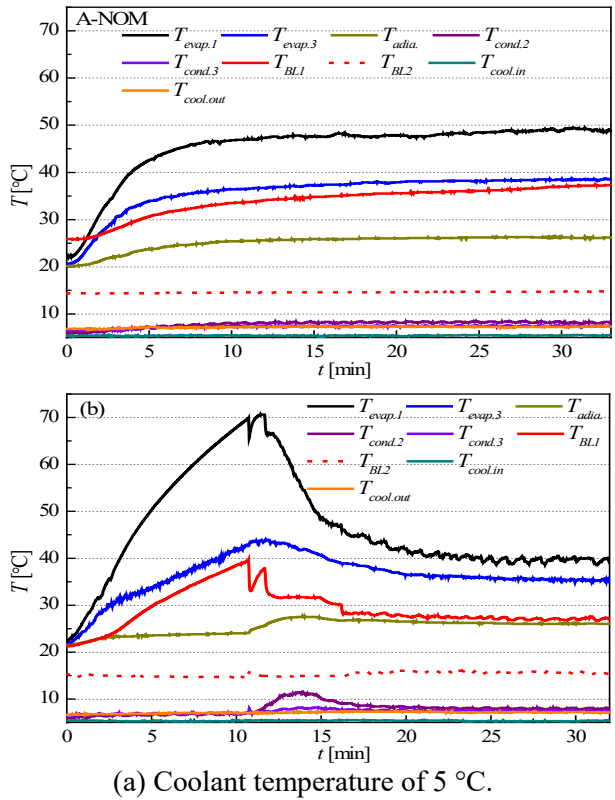 A-NOM
T_evap.1 T_evap.3 T_adia. T_cond.2
T_cond.3 T_BL1 T_BL2 T_cool.in
T_cool.out
T [°C]
70
60
50
40
30
20
10
0 5 10 15 20 25 30
t [min]
(b)
T_evap.1 T_evap.3 T_adia.
T_cond.2 T_cond.3 T_BL1
T_BL2 T_cool.in
T_cool.out
T [°C]
70
60
50
40
30
20
10
0 5 10 15 20 25 30
t [min]
(a) Coolant temperature of 5 °C.